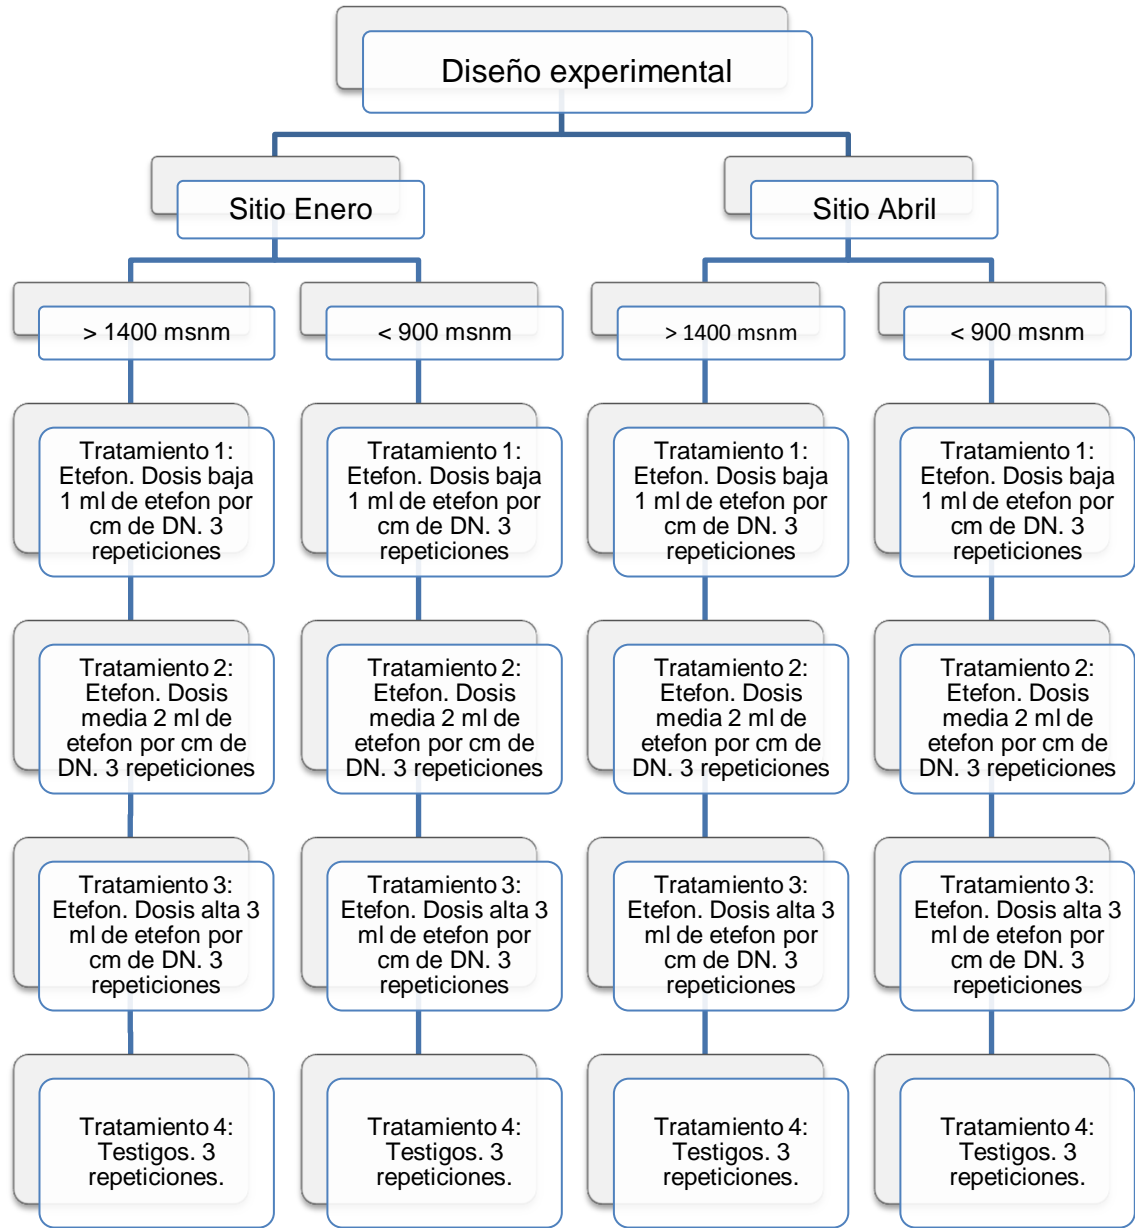 Diseño experimental
Sitio Enero
Sitio Abril
> 1400 msnm
< 900 msnm
> 1400 msnm
< 900 msnm
Tratamiento 1:
Etefon. Dosis baja
1 ml de etefon por
cm de DN. 3
repeticiones
Tratamiento 1:
Etefon. Dosis baja
1 ml de etefon por
cm de DN. 3
repeticiones
Tratamiento 1:
Etefon. Dosis baja
1 ml de etefon por
cm de DN. 3
repeticiones
Tratamiento 1:
Etefon. Dosis baja
1 ml de etefon por
cm de DN. 3
repeticiones
Tratamiento 2:
Etefon. Dosis
media 2 ml de
etefon por cm de
DN. 3 repeticiones
Tratamiento 2:
Etefon. Dosis
media 2 ml de
etefon por cm de
DN. 3 repeticiones
Tratamiento 2:
Etefon. Dosis
media 2 ml de
etefon por cm de
DN. 3 repeticiones
Tratamiento 2:
Etefon. Dosis
media 2 ml de
etefon por cm de
DN. 3 repeticiones
Tratamiento 3:
Etefon. Dosis alta 3
ml de etefon por
cm de DN. 3
repeticiones
Tratamiento 3:
Etefon. Dosis alta 3
ml de etefon por
cm de DN. 3
repeticiones
Tratamiento 3:
Etefon. Dosis alta 3
ml de etefon por
cm de DN. 3
repeticiones
Tratamiento 3:
Etefon. Dosis alta 3
ml de etefon por
cm de DN. 3
repeticiones
Tratamiento 4:
Testigos. 3
repeticiones.
Tratamiento 4:
Testigos. 3
repeticiones.
Tratamiento 4:
Testigos. 3
repeticiones.
Tratamiento 4:
Testigos. 3
repeticiones.